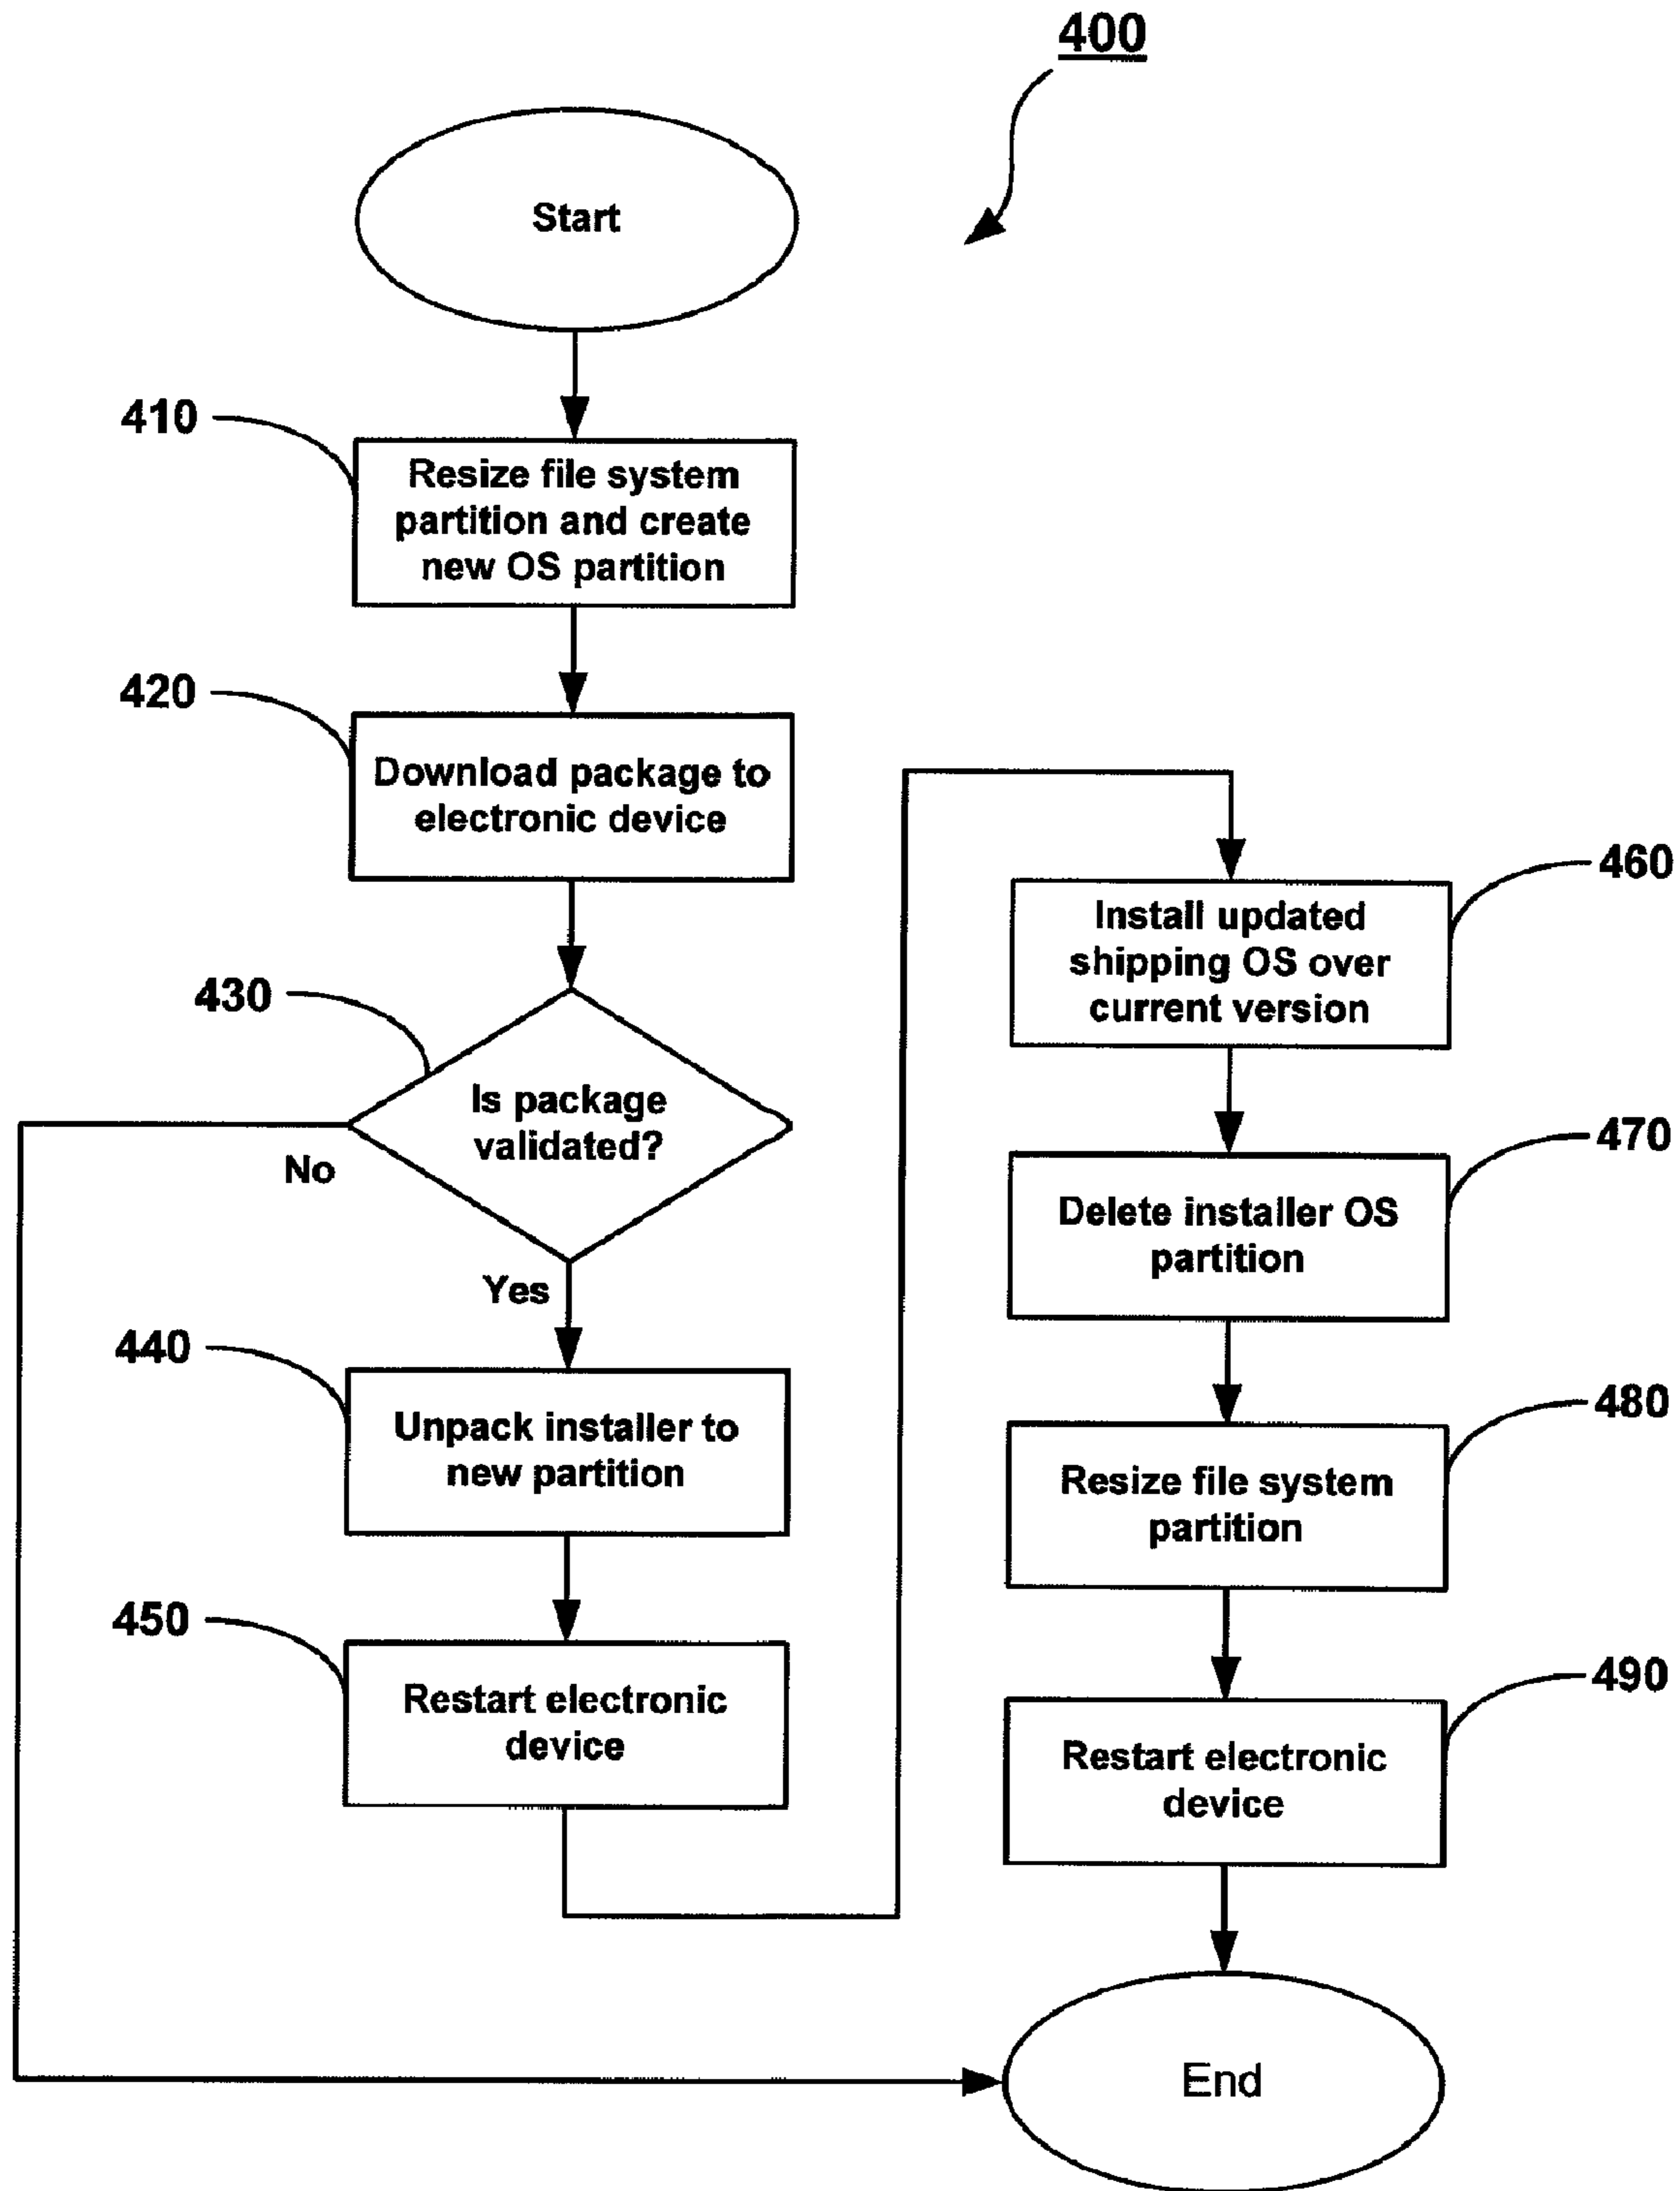 400
Start
410
Resize file system
partition and create
new OS partition
420
Download package to
electronic device
430
Is package
validated?
No
Yes
440
Unpack installer to
new partition
450
Restart electronic
device
460
Install updated
shipping OS over
current version
470
Delete installer OS
partition
480
Resize file system
partition
490
Restart electronic
device
End